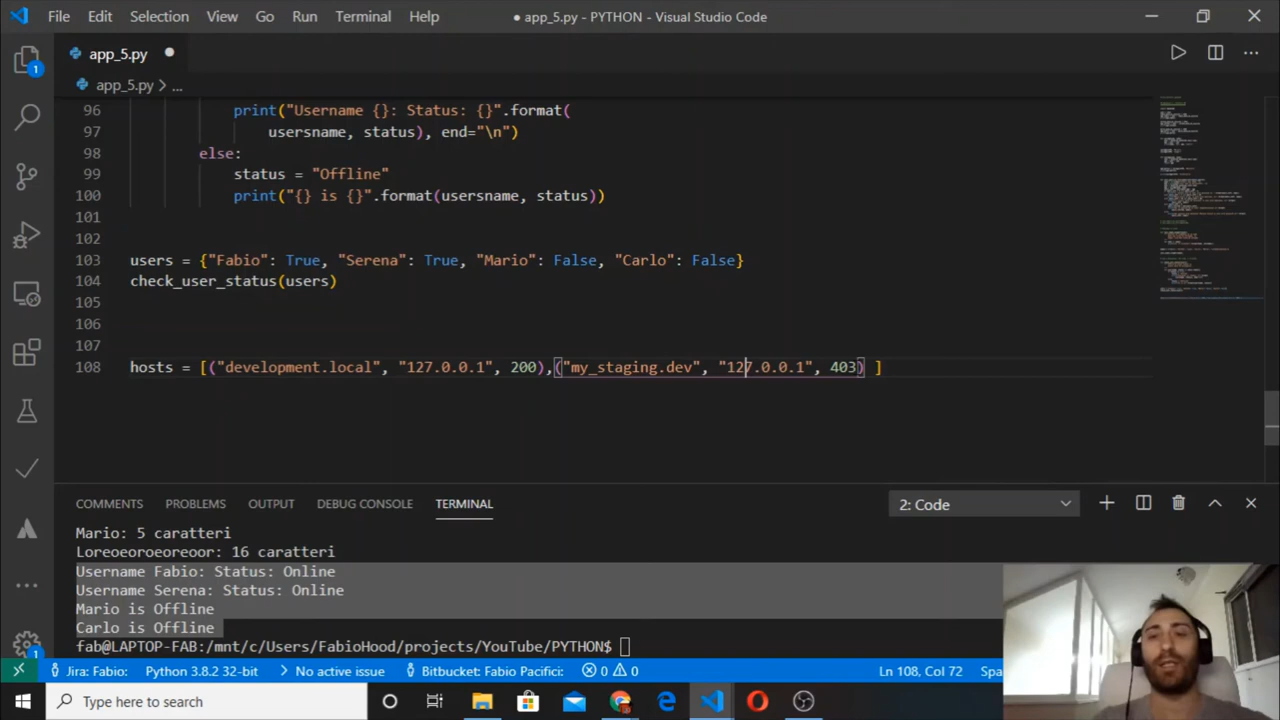 File Edit Selection View Go Run Terminal Help
● app_5.py - PYTHON - Visual Studio Code
app_5.py ●
app_5.py > ...
96 print("Username {}: Status: {}".format(
97 usersname, status), end="\n")
98 else:
99 status = "Offline"
100 print("{} is {}".format(usersname, status))
101
102
103 users = {"Fabio": True, "Serena": True, "Mario": False, "Carlo": False}
104 check_user_status(users)
105
106
107
108 hosts = [("development.local", "127.0.0.1", 200),("my_staging.dev", "127.0.0.1", 403) ]
COMMENTS PROBLEMS OUTPUT DEBUG CONSOLE TERMINAL
2: Code
Mario: 5 caratteri
Loreoeoroeoreoor: 16 caratteri
Username Fabio: Status: Online
Username Serena: Status: Online
Mario is Offline
Carlo is Offline
fab@LAPTOP-FAB:/mnt/c/Users/FabioHood/projects/YouTube/PYTHON$
Jira: Fabio: Python 3.8.2 32-bit No active issue Bitbucket: Fabio Pacifici: 0 0 Ln 108, Col 72 Spa
Type here to search